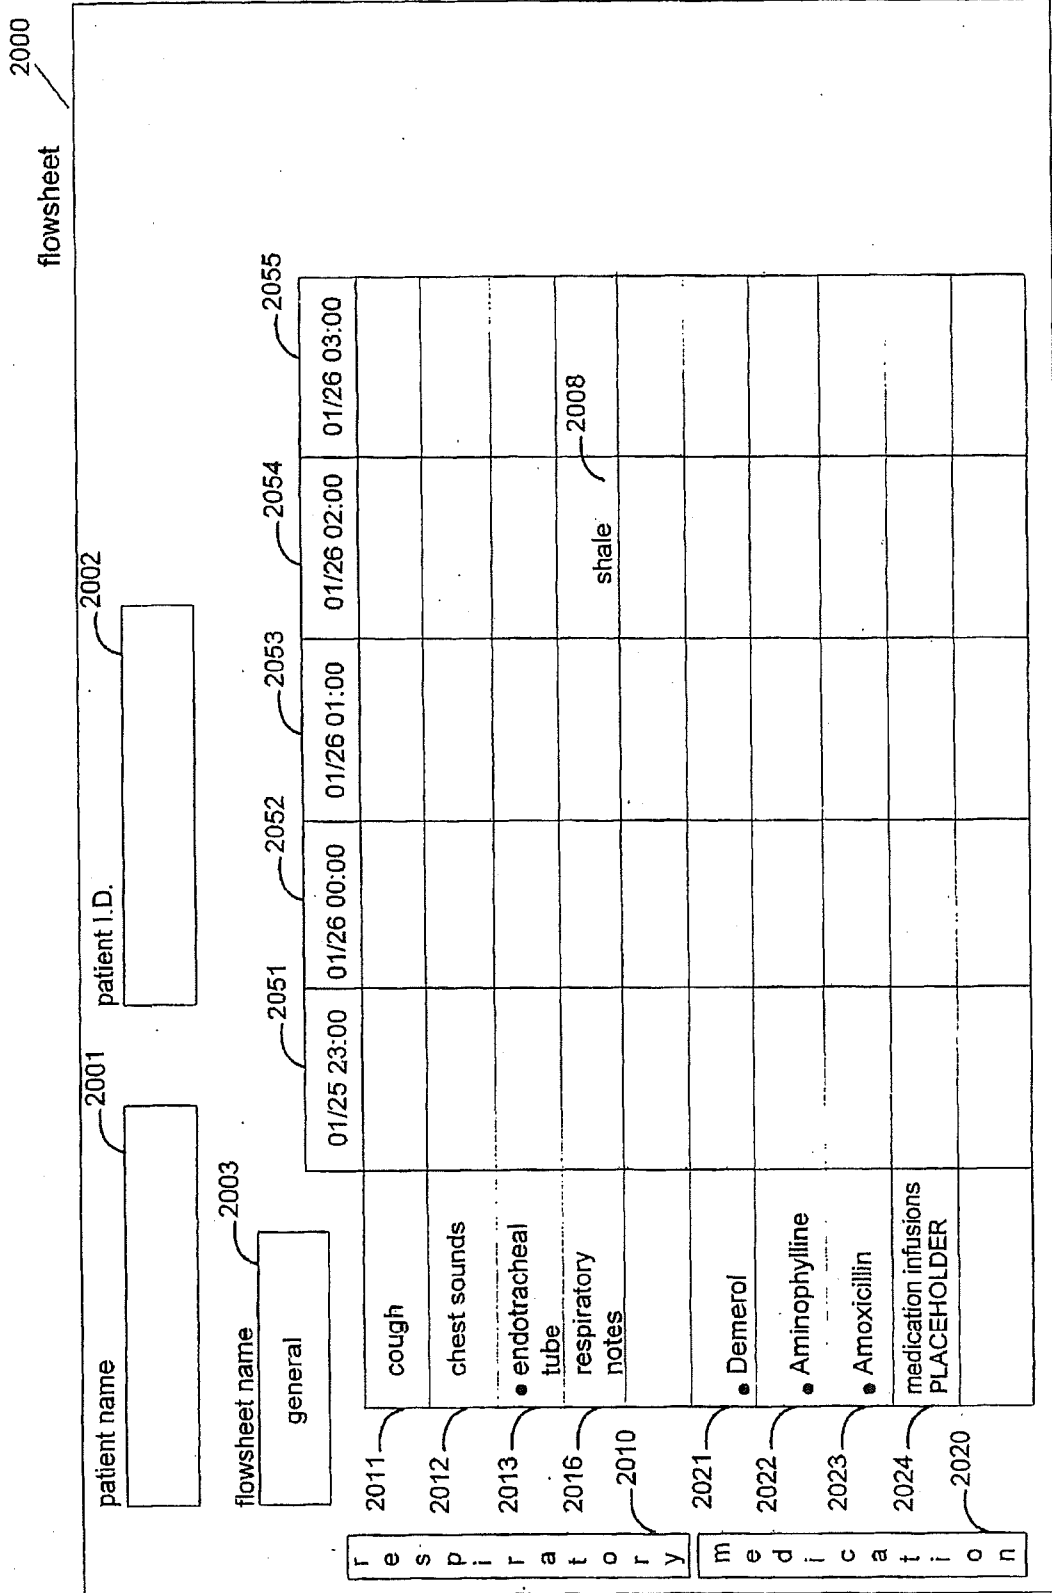 flowsheet 2000
patient name 2001
patient I.D. 2002
flowsheet name 2003
general
2051 2052 2053 2054 2055
01/25 23:00 01/26 00:00 01/26 01:00 01/26 02:00 01/26 03:00
respiratory
2011 cough
2012 chest sounds
2013 • endotracheal
tube
2016 respiratory
notes
shale 2008
2010
medication
2021 • Demerol
2022 • Aminophylline
2023 • Amoxicillin
2024 medication infusions
PLACEHOLDER
2020